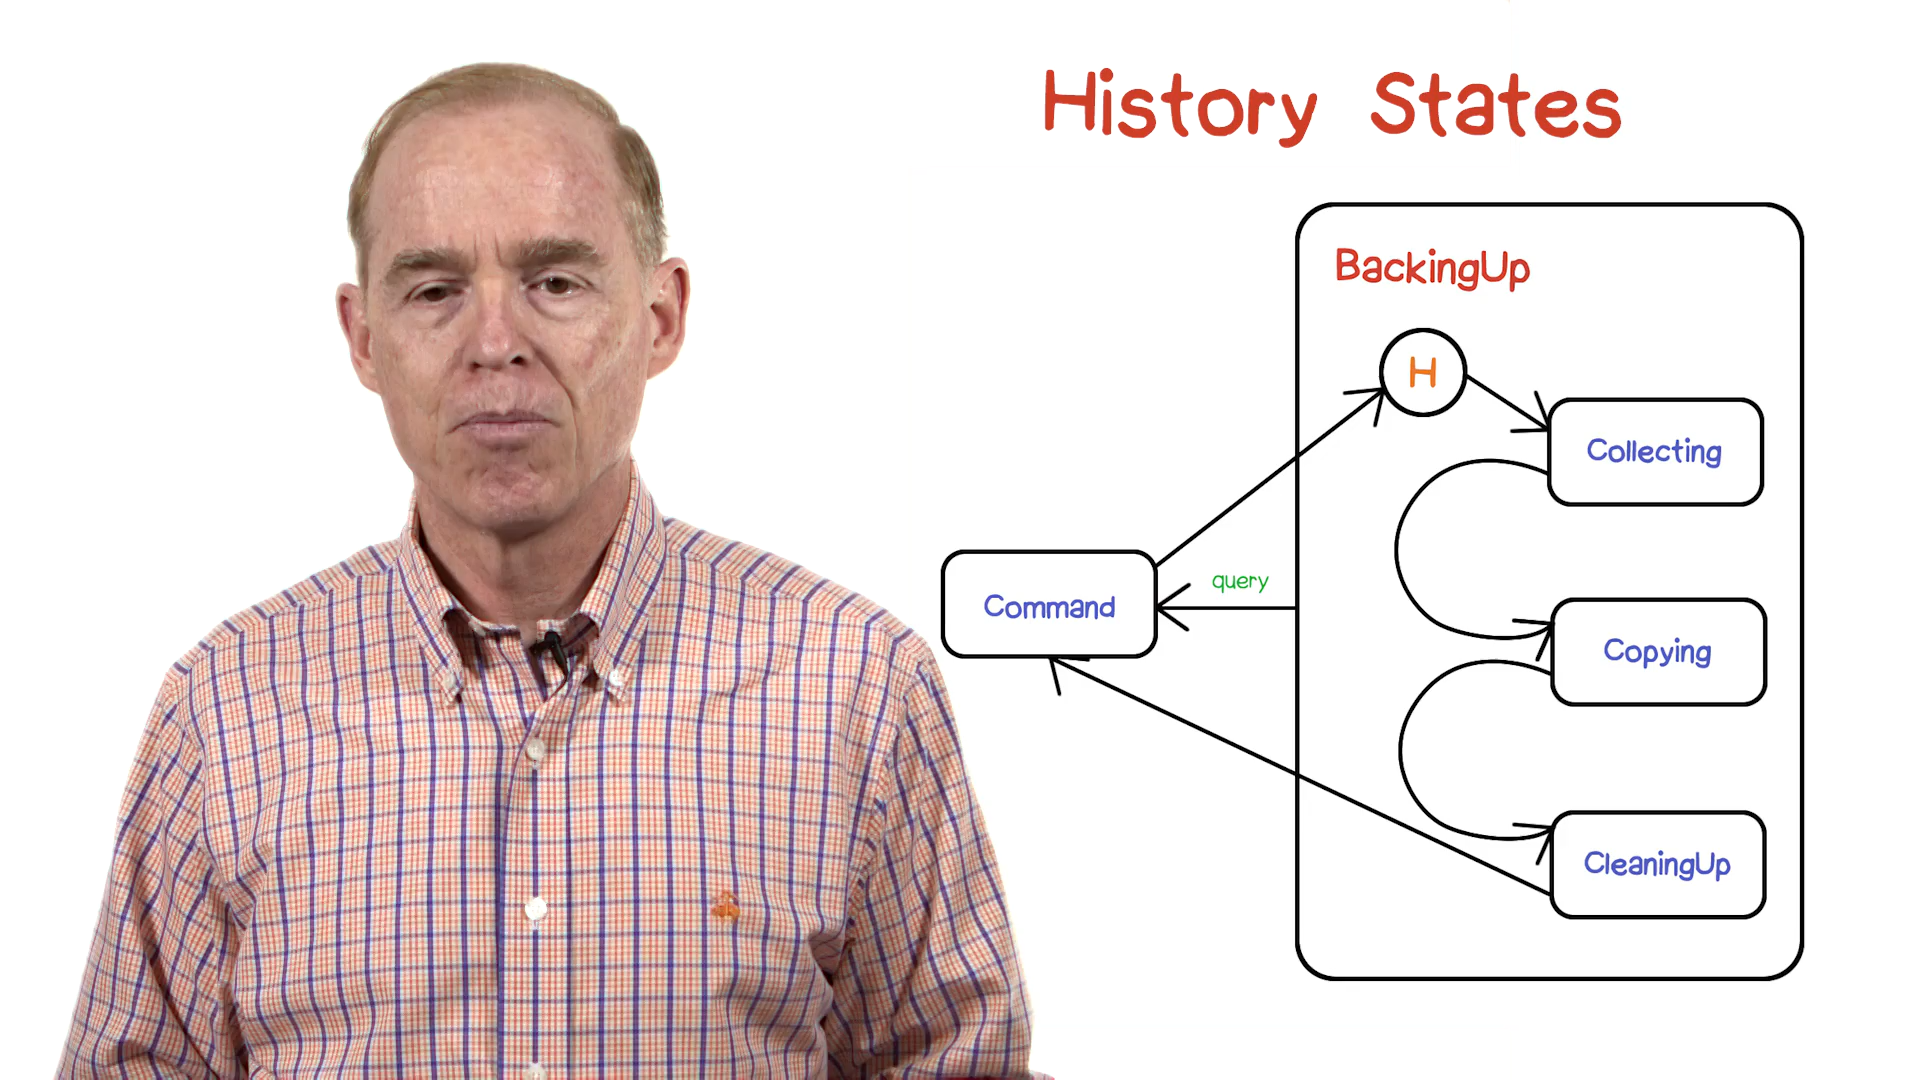 History States
BackingUp
H
Collecting
query
Command
Copying
CleaningUp